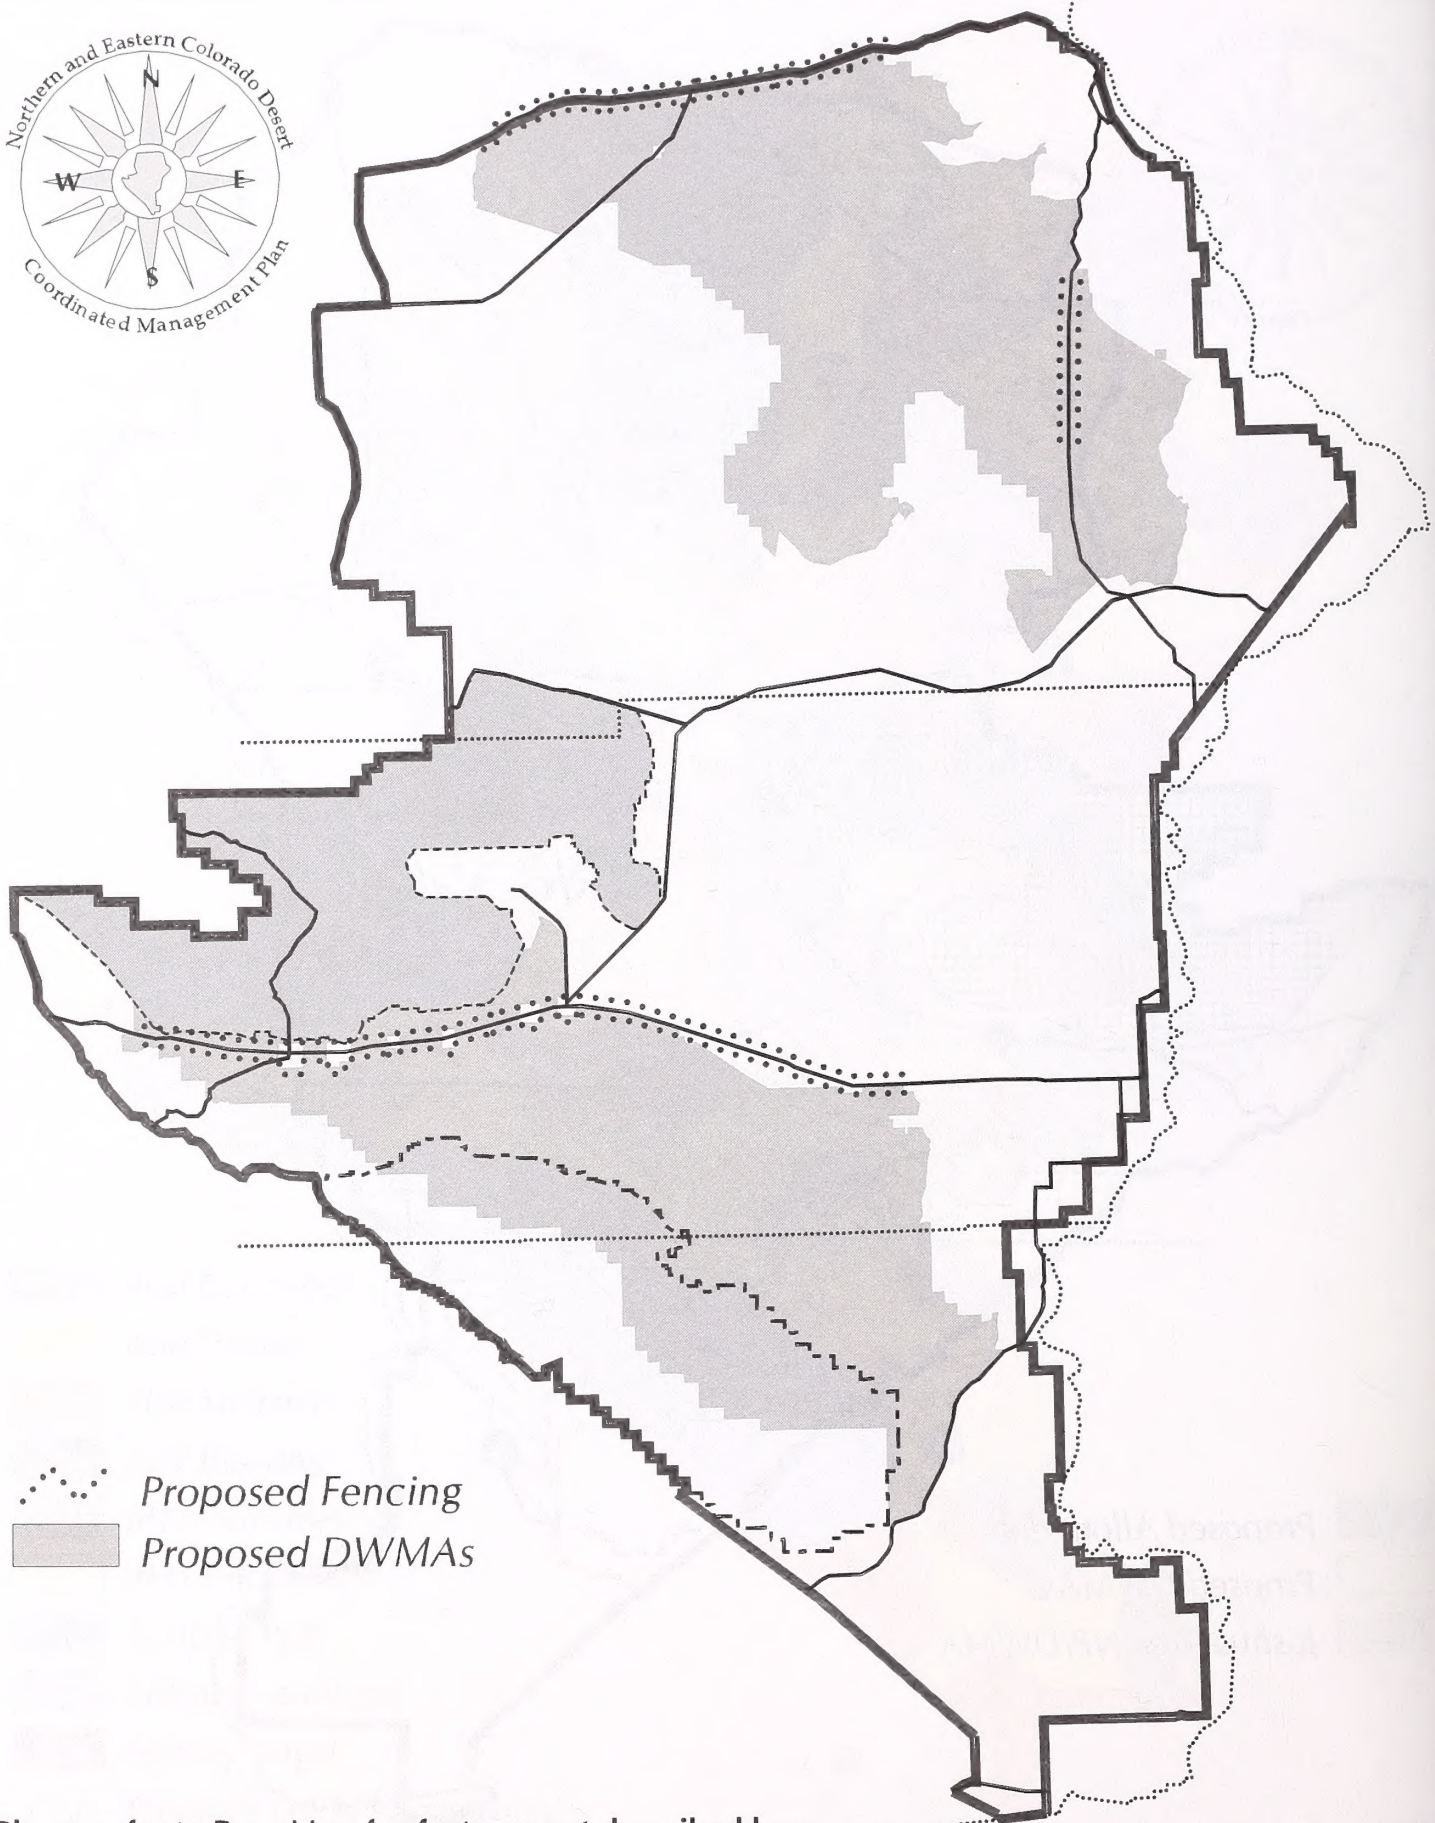 Northern and Eastern Colorado Desert
N
W
E
S
Coordinated Management Plan
Proposed Fencing
Proposed DWMAs